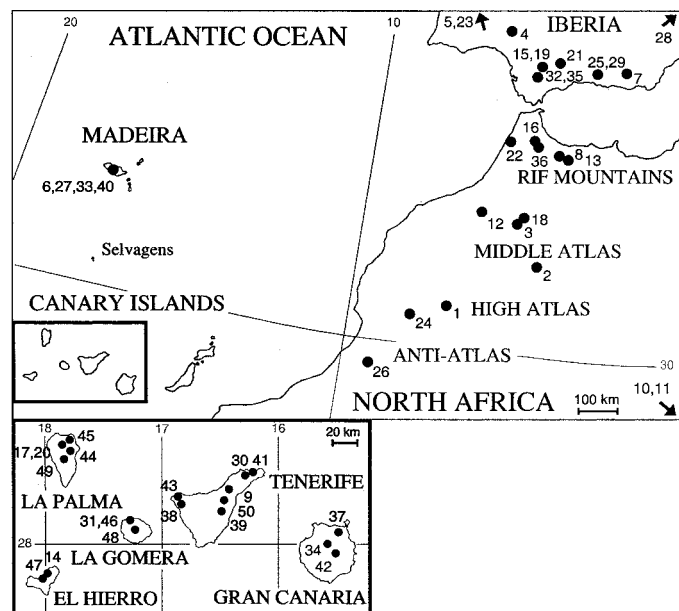 5,23
4
IBERIA
28
ATLANTIC OCEAN
10
15,19
21
25,29
32,35
7
MADEIRA
16
22
36
8
13
6,27,33,40
RIF MOUNTAINS
20
12
18
3
Selvagens
MIDDLE ATLAS
2
CANARY ISLANDS
24
1
HIGH ATLAS
ANTI-ATLAS
26
30
10,11
NORTH AFRICA
100 km
18
17
16
20 km
45
17,20
44
49
30
41
TENERIFE
LA PALMA
43
9
38
50
39
31,46
37
48
28
LA GOMERA
34
14
47
42
EL HIERRO
GRAN CANARIA